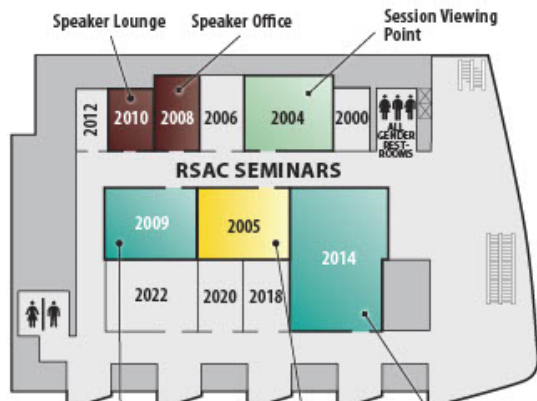 Speaker Lounge
Speaker Office
Session Viewing
Point
2012
2010
2008
2006
2004
2000
ALL
GENDER
REST-
ROOMS
RSAC SEMINARS
2009
2005
2014
2022
2020
2018